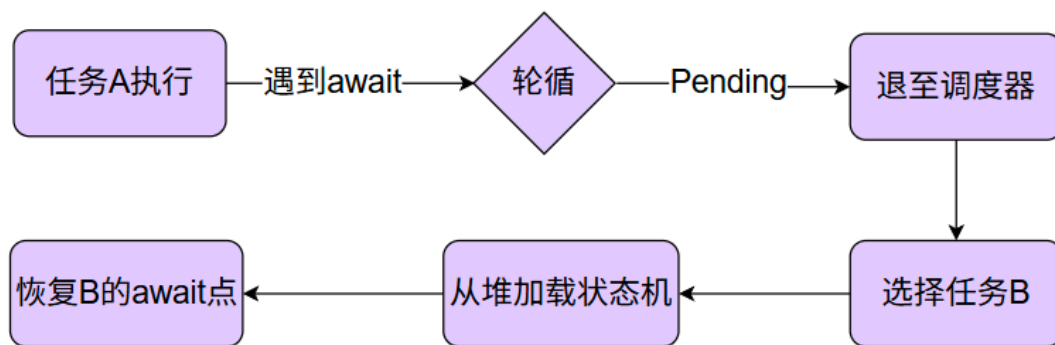 任务A执行
遇到await
轮循
Pending
退至调度器
选择任务B
从堆加载状态机
恢复B的await点